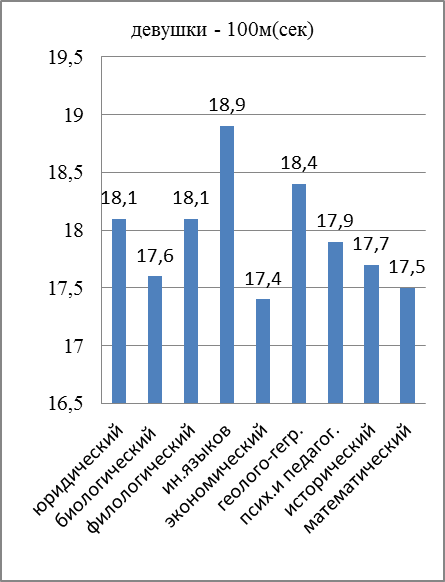 девушки - 100м(сек)
19,5
19
18,5
18
17,5
17
16,5
18,1
17,6
18,1
18,9
17,4
18,4
17,9
17,7
17,5
юридический
биологический
филологический
ин.языков
экономический
геолого-гегр.
псих.и педагог.
исторический
математический